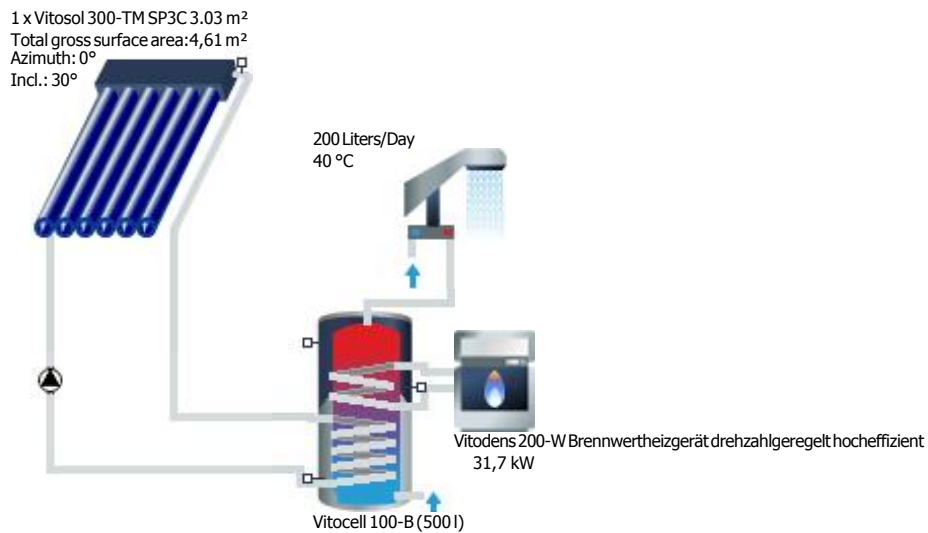 1 x Vitosol 300-TM SP3C 3.03 m²
Total gross surface area: 4,61 m²
Azimuth: 0°
Incl.: 30°
200 Liters/Day
40 °C
Vitodens 200-W Brennwertheizgerät drehzahlgeregelt hocheffizient
31,7 kW
Vitocell 100-B (500 l)